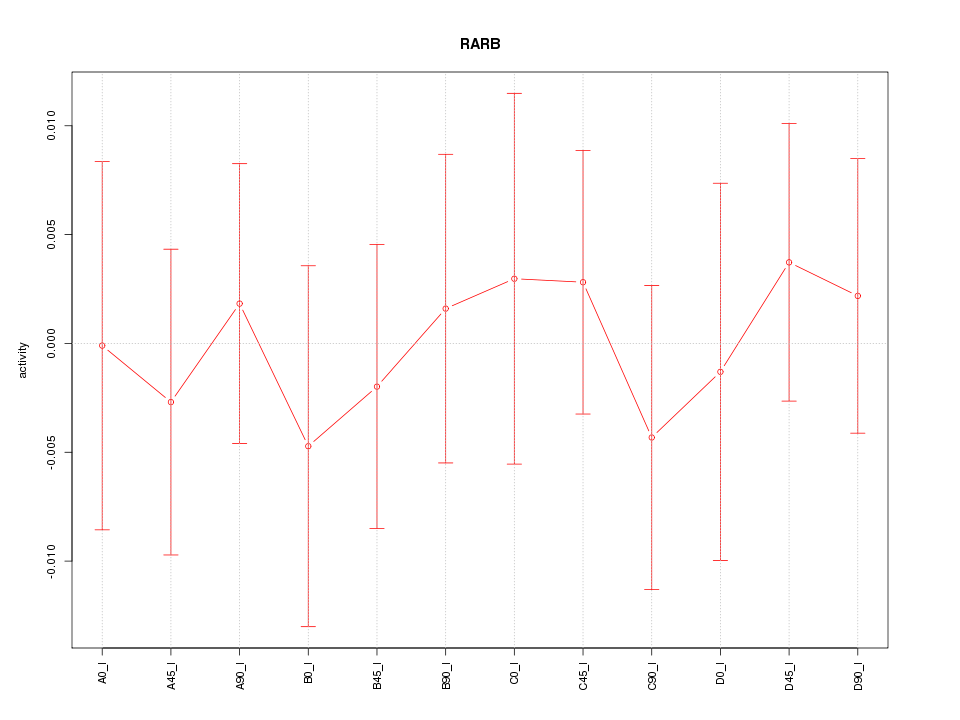 RARB
activity
0.010
0.005
0.000
-0.005
-0.010
A0_I
A45_I
A90_I
B0_I
B45_I
B90_I
C0_I
C45_I
C90_I
D0_I
D45_I
D90_I